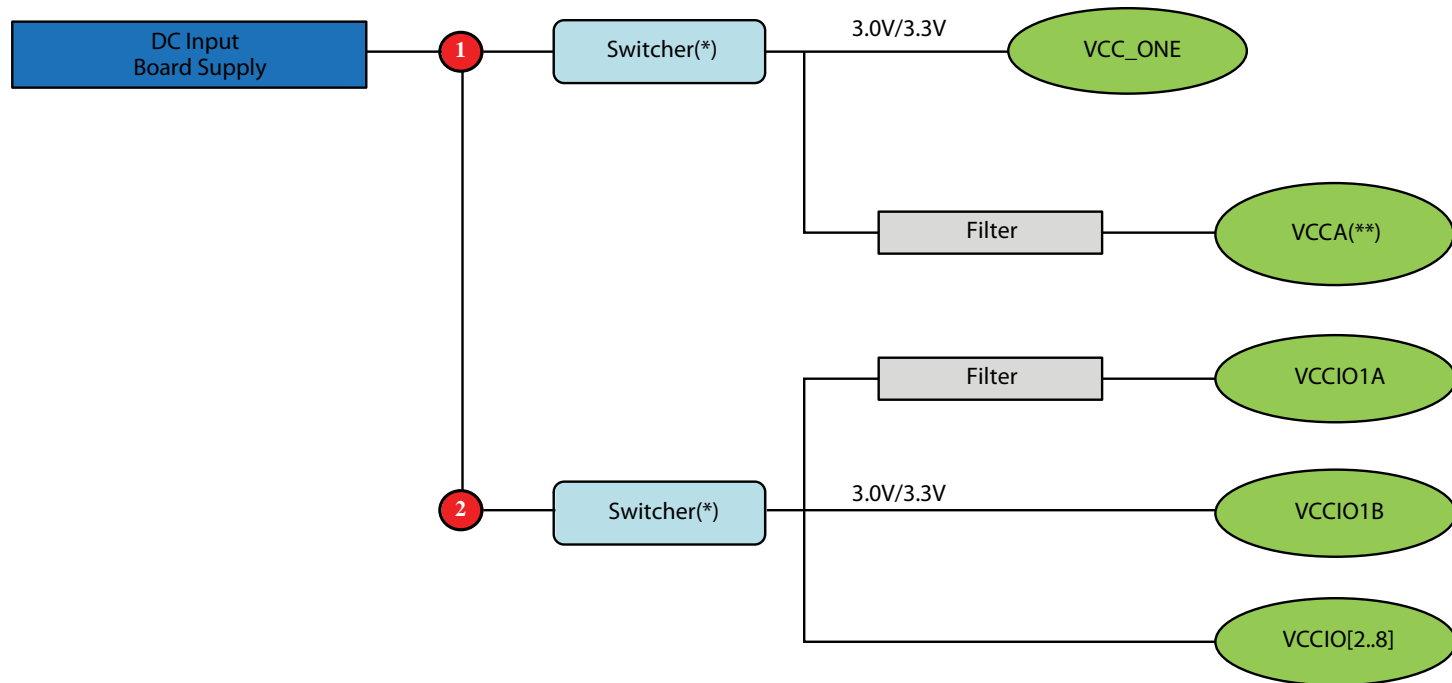 DC Input
Board Supply
1
Switcher(*)
3.0V/3.3V
VCC_ONE
Filter
VCCA(**)
Filter
VCCIO1A
2
Switcher(*)
3.0V/3.3V
VCCIO1B
VCCIO[2..8]